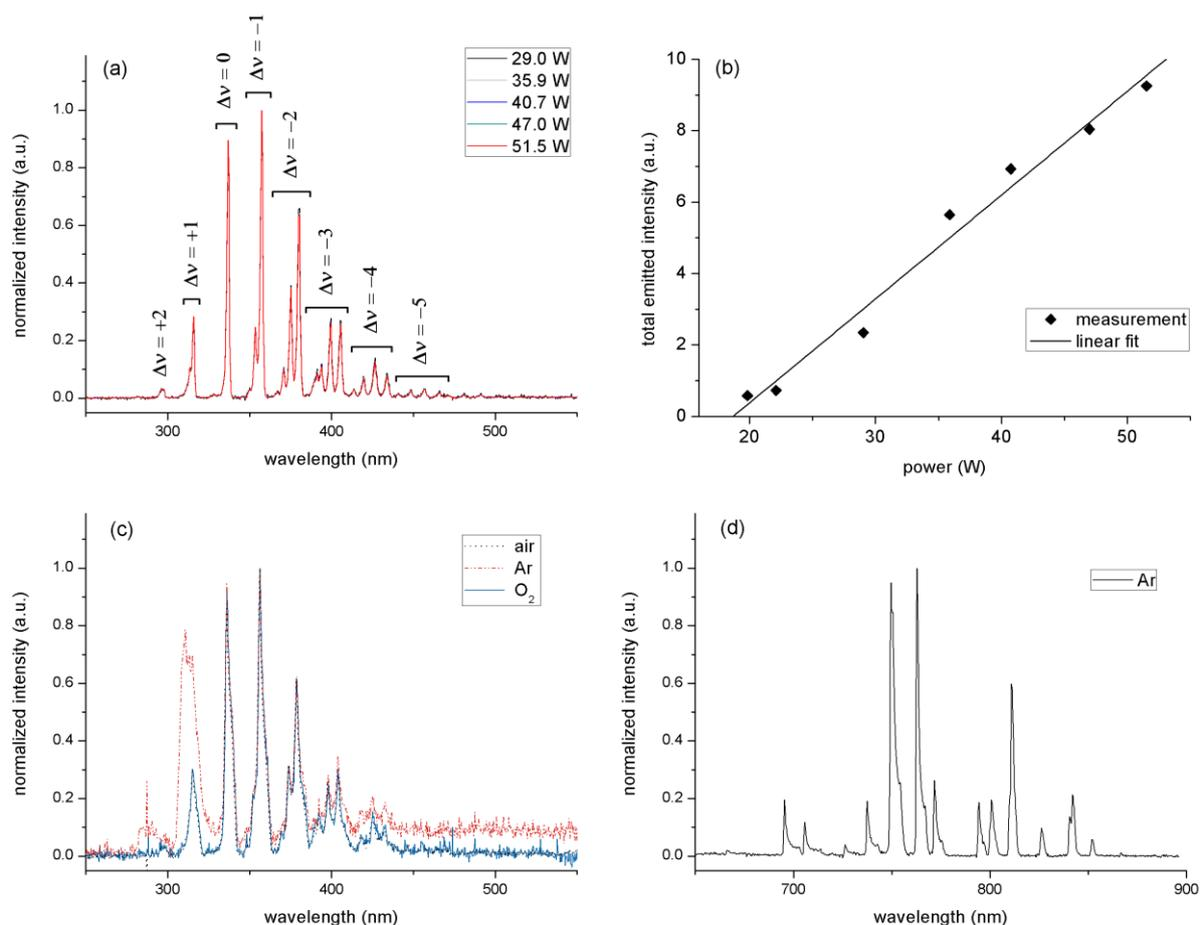 (a)
Δν = +2
Δν = +1
Δν = 0
Δν = −1
Δν = −2
Δν = −3
Δν = −4
Δν = −5
29.0 W
35.9 W
40.7 W
47.0 W
51.5 W
normalized intensity (a.u.)
1.0
0.8
0.6
0.4
0.2
0.0
300 400 500
wavelength (nm)
(b)
total emitted intensity (a.u.)
10
8
6
4
2
0
measurement
linear fit
20 30 40 50
power (W)
(c)
air
Ar
O₂
normalized intensity (a.u.)
1.0
0.8
0.6
0.4
0.2
0.0
300 400 500
wavelength (nm)
(d)
Ar
normalized intensity (a.u.)
1.0
0.8
0.6
0.4
0.2
0.0
700 800 900
wavelength (nm)